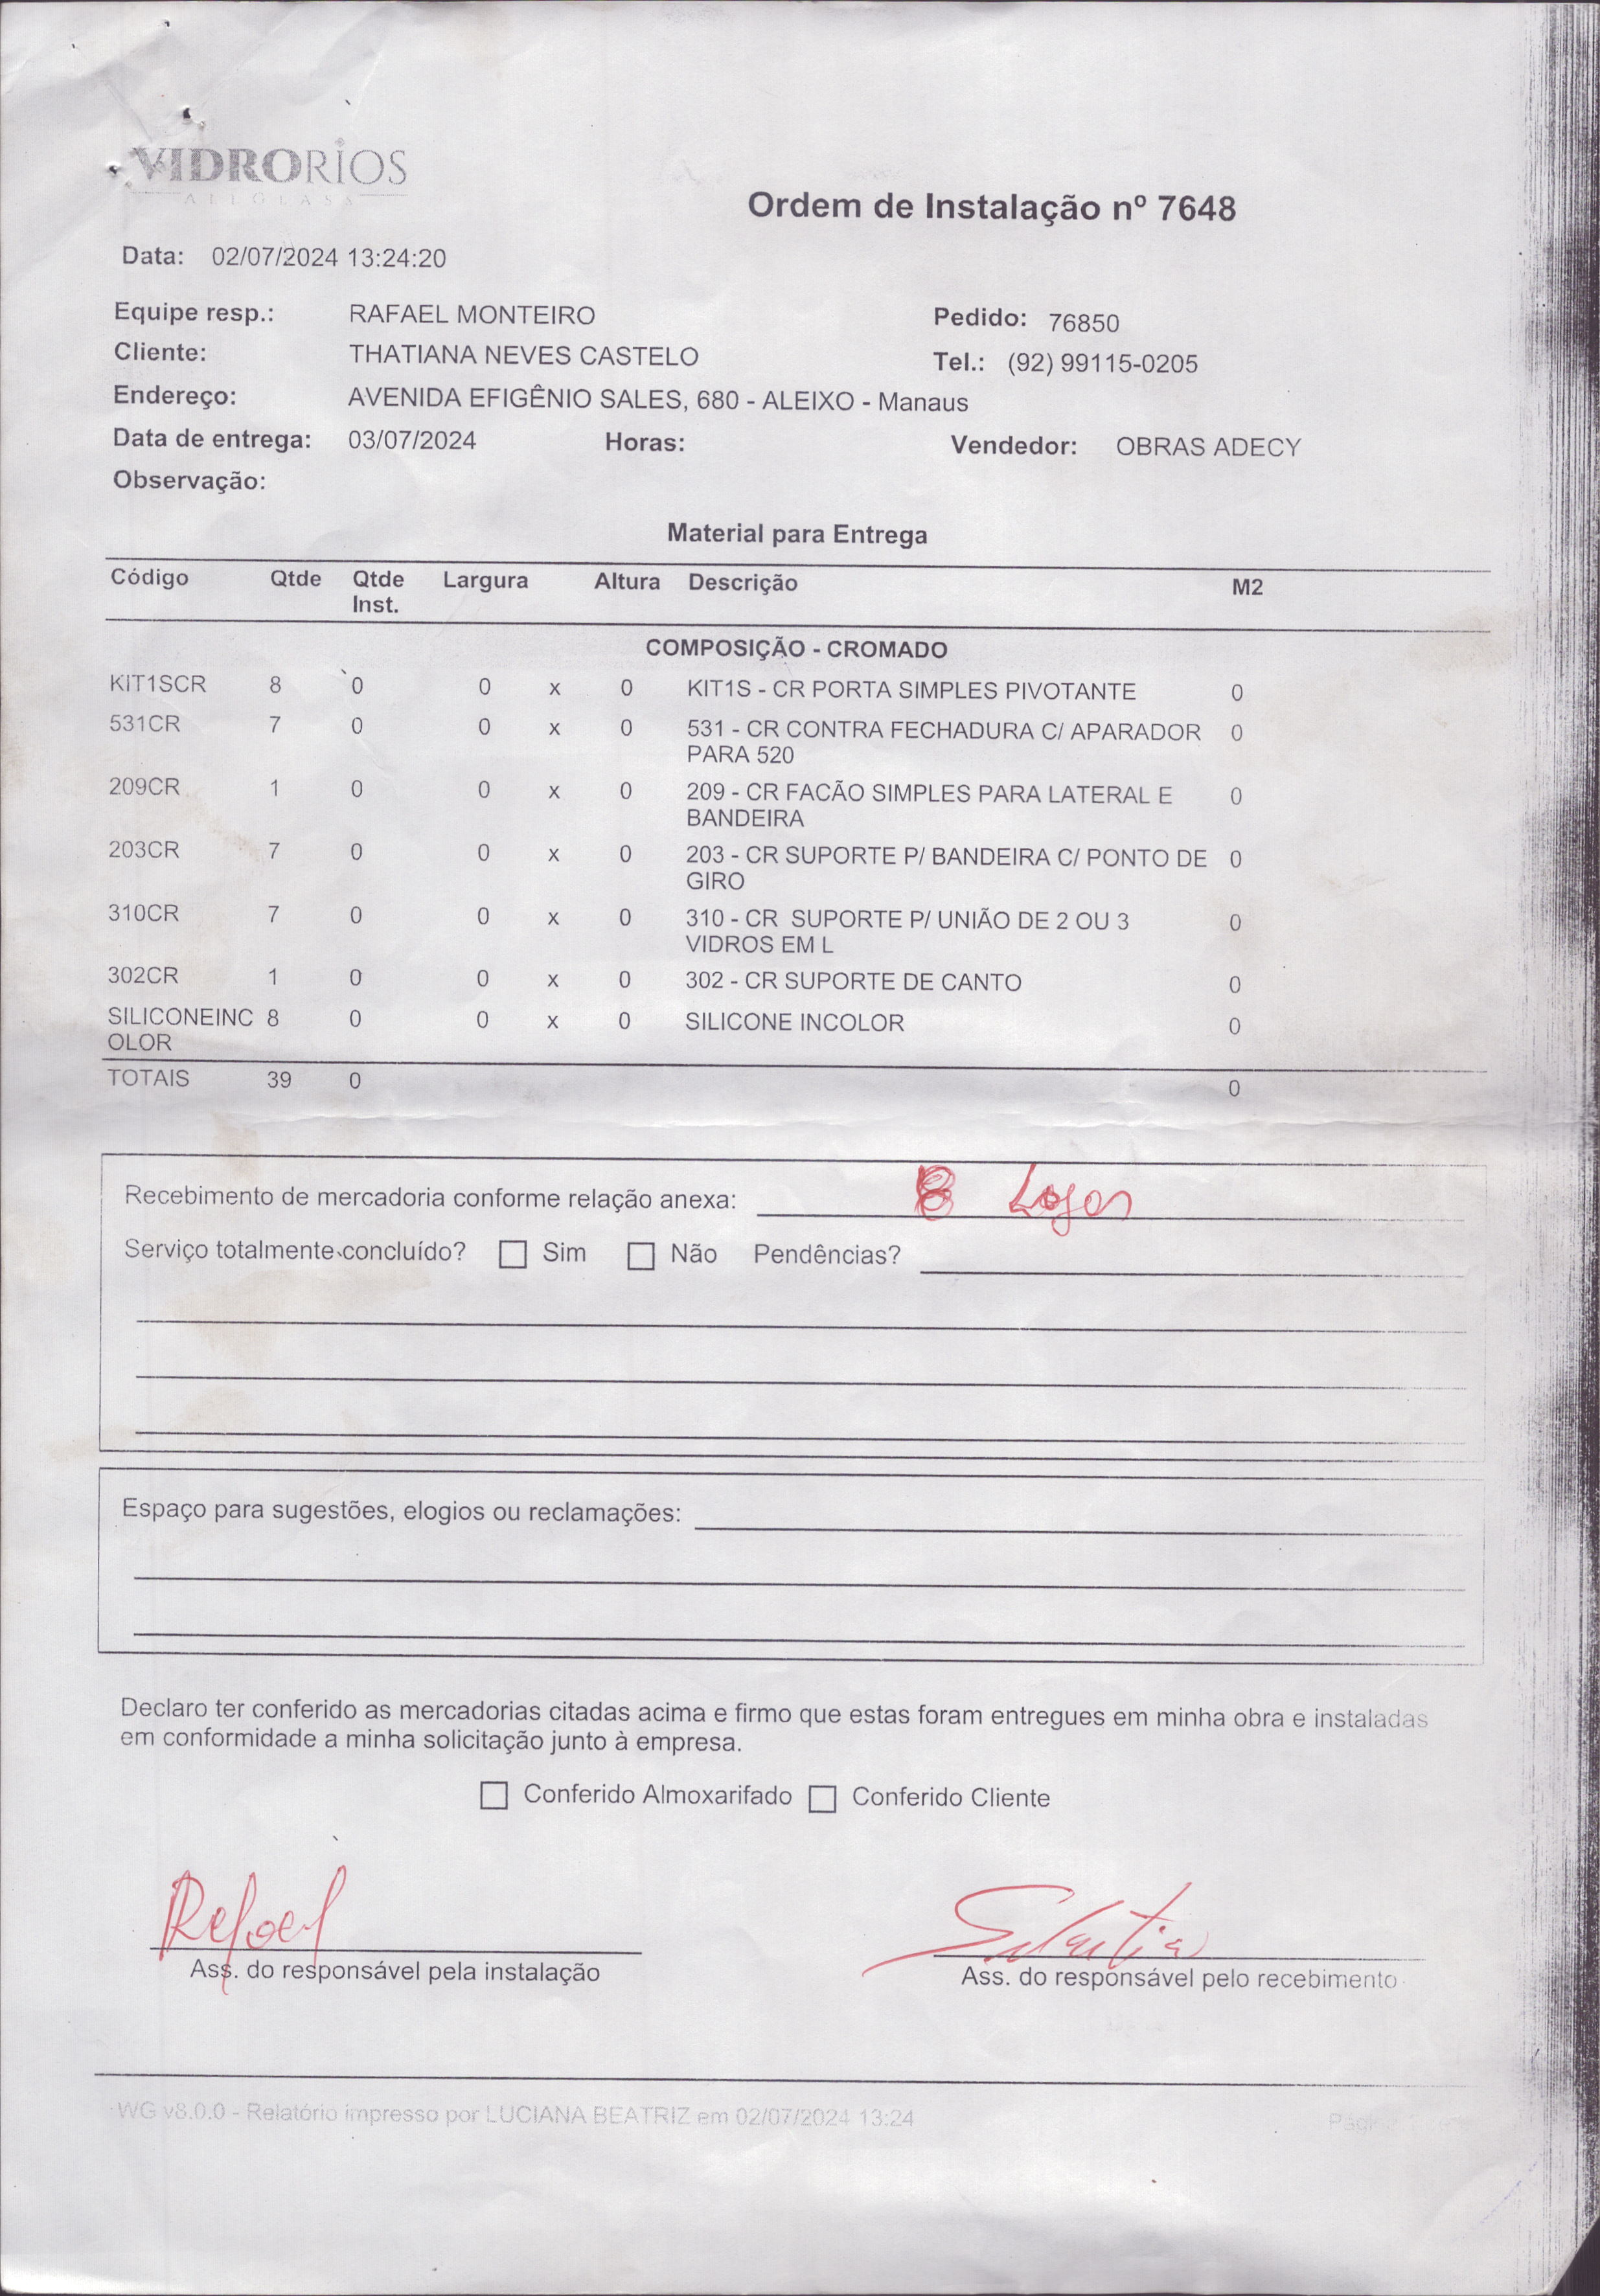 VIDRORIOS
ALLGLASS
Ordem de Instalação nº 7648
Data: 02/07/2024 13:24:20
Equipe resp.: RAFAEL MONTEIRO Pedido: 76850
Cliente: THATIANA NEVES CASTELO Tel.: (92) 99115-0205
Endereço: AVENIDA EFIGÊNIO SALES, 680 - ALEIXO - Manaus
Data de entrega: 03/07/2024 Horas: Vendedor: OBRAS ADECY
Observação:
Material para Entrega
Código Qtde Qtde Largura Altura Descrição M2
Inst.
COMPOSIÇÃO - CROMADO
KIT1SCR 8 0 0 x 0 KIT1S - CR PORTA SIMPLES PIVOTANTE 0
531CR 7 0 0 x 0 531 - CR CONTRA FECHADURA C/ APARADOR 0
PARA 520
209CR 1 0 0 x 0 209 - CR FACÃO SIMPLES PARA LATERAL E 0
BANDEIRA
203CR 7 0 0 x 0 203 - CR SUPORTE P/ BANDEIRA C/ PONTO DE 0
GIRO
310CR 7 0 0 x 0 310 - CR SUPORTE P/ UNIÃO DE 2 OU 3 0
VIDROS EM L
302CR 1 0 0 x 0 302 - CR SUPORTE DE CANTO 0
SILICONEINC 8 0 0 x 0 SILICONE INCOLOR 0
OLOR
TOTAIS 39 0 0
Recebimento de mercadoria conforme relação anexa: 8 Lojas
Serviço totalmente concluído? Sim Não Pendências?
Espaço para sugestões, elogios ou reclamações:
Declaro ter conferido as mercadorias citadas acima e firmo que estas foram entregues em minha obra e instaladas
em conformidade a minha solicitação junto à empresa.
Conferido Almoxarifado Conferido Cliente
Rafael
Ass. do responsável pela instalação Ass. do responsável pelo recebimento
WG v8.0.0 - Relatório impresso por LUCIANA BEATRIZ em 02/07/2024 13:24